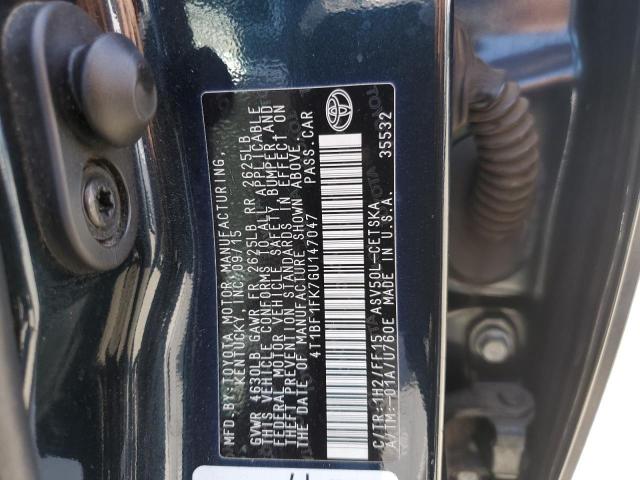 MFD.BY:TOYOTA MOTOR MANUFACTURING,
KENTUCKY, INC. 09/15
GVWR 4630LB GAWR FR 2625LB RR 2625LB
THIS VEHICLE CONFORMS TO ALL APPLICABLE
FEDERAL MOTOR VEHICLE SAFETY BUMPER AND
THEFT PREVENTION STANDARDS IN EFFECT ON
THE DATE OF MANUFACTURE SHOWN ABOVE.
4T1BF1FK7GU147047 PASS.CAR
C/TR:1H2/FF15 ASV50L-CETSKA
A/TM:-01A/U760E MADE IN U.S.A. 35532